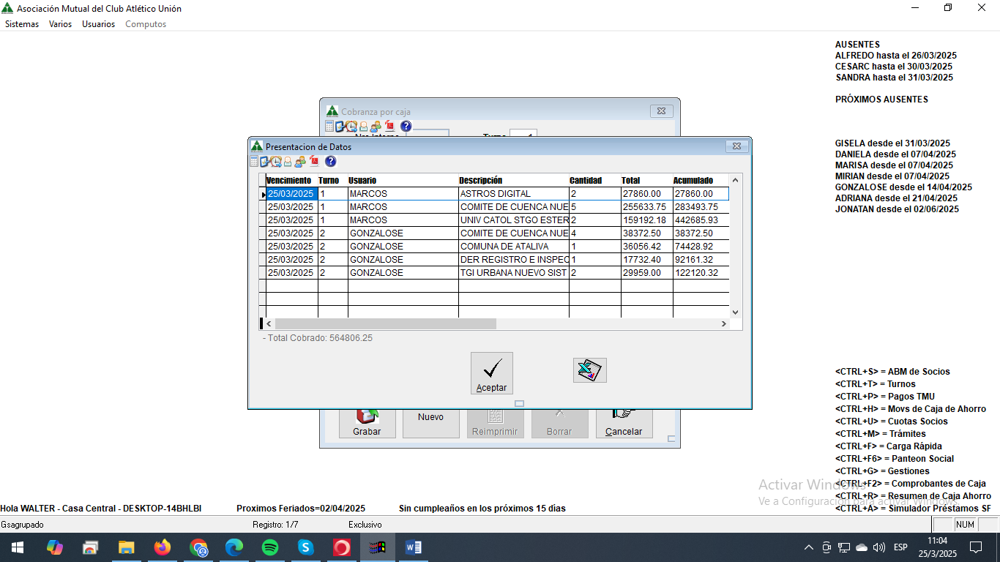 Asociación Mutual del Club Atlético Unión
Sistemas Varios Usuarios Computos
AUSENTES
ALFREDO hasta el 26/03/2025
CESARC hasta el 30/03/2025
SANDRA hasta el 31/03/2025
PRÓXIMOS AUSENTES
GISELA desde el 31/03/2025
DANIELA desde el 07/04/2025
MARISA desde el 07/04/2025
MIRIAN desde el 07/04/2025
GONZALOSE desde el 14/04/2025
ADRIANA desde el 21/04/2025
JONATAN desde el 02/06/2025
Cobranza por caja
Nro Interno Turno 1
Presentacion de Datos
Vencimiento Turno Usuario Descripción Cantidad Total Acumulado
25/03/2025 1 MARCOS ASTROS DIGITAL 2 27860.00 27860.00
25/03/2025 1 MARCOS COMITE DE CUENCA NUE 5 255633.75 283493.75
25/03/2025 1 MARCOS UNIV CATOL STGO ESTER 2 159192.18 442685.93
25/03/2025 2 GONZALOSE COMITE DE CUENCA NUE 4 38372.50 38372.50
25/03/2025 2 GONZALOSE COMUNA DE ATALIVA 1 36056.42 74428.92
25/03/2025 2 GONZALOSE DER REGISTRO E INSPEC 1 17732.40 92161.32
25/03/2025 2 GONZALOSE TGI URBANA NUEVO SIST 2 29959.00 122120.32
- Total Cobrado: 564806.25
Aceptar
Grabar Nuevo Reimprimir Borrar Cancelar
<CTRL+S> = ABM de Socios
<CTRL+T> = Turnos
<CTRL+P> = Pagos TMU
<CTRL+H> = Movs de Caja de Ahorro
<CTRL+U> = Cuotas Socios
<CTRL+M> = Trámites
<CTRL+F> = Carga Rápida
<CTRL+F6> = Panteon Social
<CTRL+G> = Gestiones
<CTRL+F2> = Comprobantes de Caja
<CTRL+R> = Resumen de Caja Ahorro
<CTRL+A> = Simulador Préstamos SF
Activar Windows
Ve a Configuración para activar Windows.
Hola WALTER - Casa Central - DESKTOP-14BHLBI Proximos Feriados=02/04/2025 Sin cumpleaños en los próximos 15 dias
Gsagrupado Registro: 1/7 Exclusivo NUM
ESP
11:04
25/3/2025